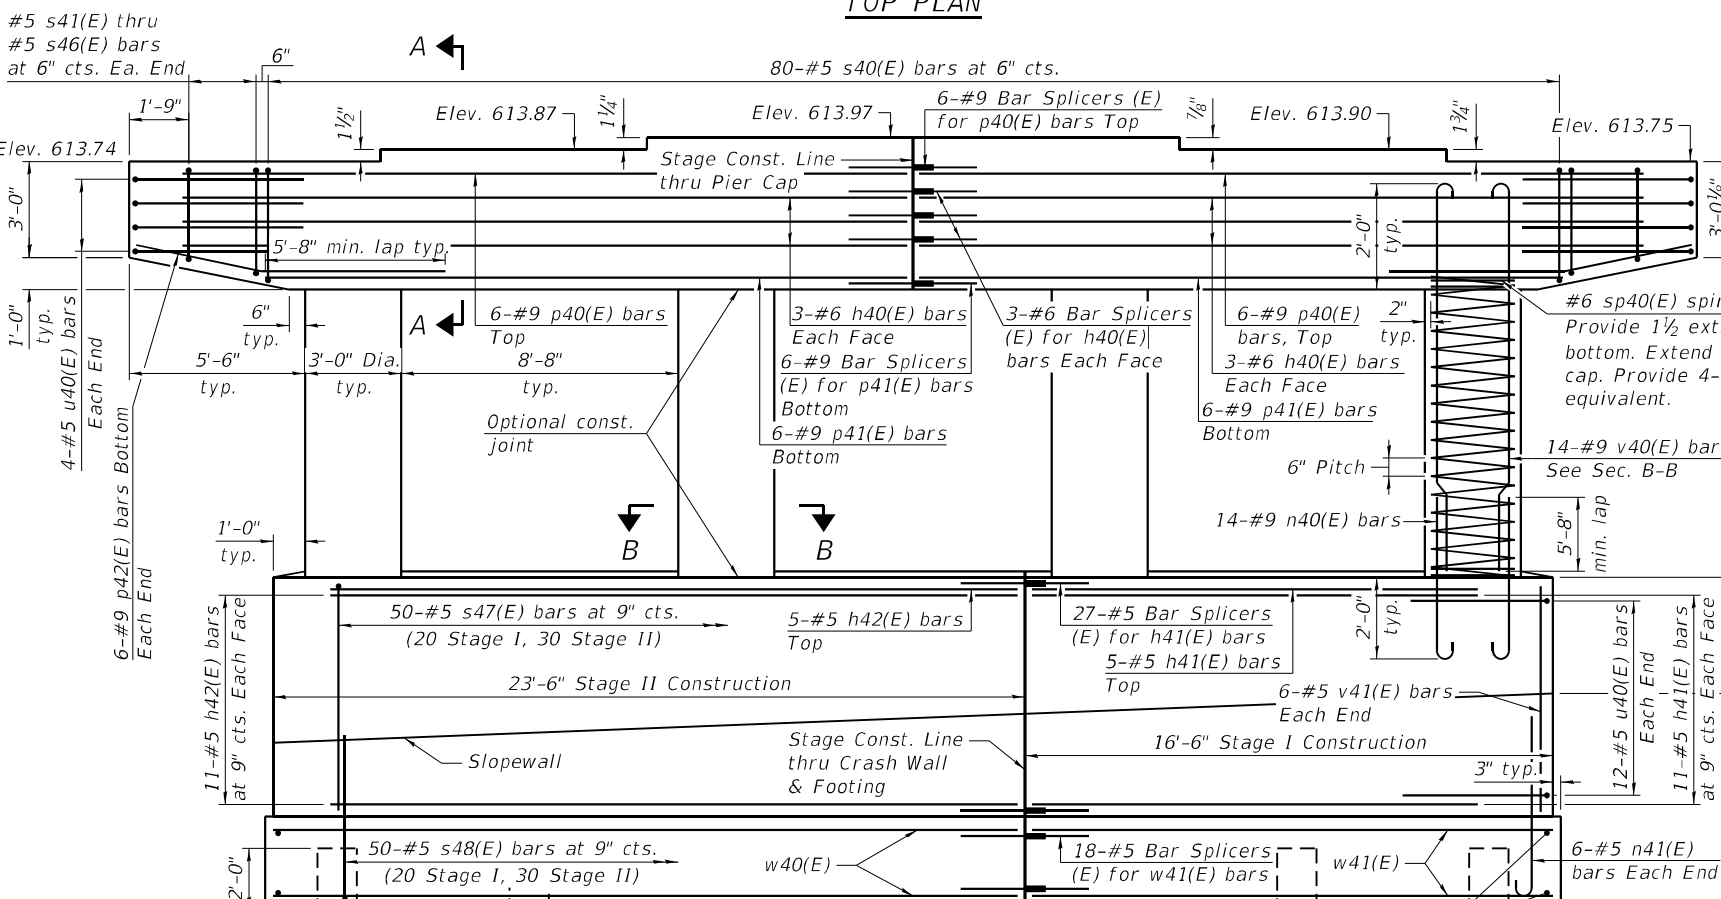 TOP PLAN
#5 s41(E) thru
#5 s46(E) bars
at 6" cts. Ea. End
6"
A
80-#5 s40(E) bars at 6" cts.
1'-9"
1½"
Elev. 613.87
1¼"
Elev. 613.97
6-#9 Bar Splicers (E)
for p40(E) bars Top
⅞"
Elev. 613.90
1¾"
Elev. 613.75
Elev. 613.74
Stage Const. Line
thru Pier Cap
3'-0"
3'-0⅛"
5'-8" min. lap typ.
2'-0"
typ.
1'-0"
typ.
4-#5 u40(E) bars
Each End
6"
typ.
A
6-#9 p40(E) bars
Top
3-#6 h40(E) bars
Each Face
3-#6 Bar Splicers
(E) for h40(E)
bars Each Face
6-#9 p40(E)
bars, Top
2"
typ.
#6 sp40(E) spir
Provide 1½ ext.
bottom. Extend
cap. Provide 4-
equivalent.
5'-6"
typ.
3'-0" Dia.
typ.
8'-8"
typ.
6-#9 Bar Splicers
(E) for p41(E) bars
Bottom
3-#6 h40(E) bars
Each Face
6-#9 p41(E) bars
Bottom
Optional const.
joint
6-#9 p41(E) bars
Bottom
6" Pitch
14-#9 v40(E) bar
See Sec. B-B
6-#9 p42(E) bars Bottom
Each End
1'-0"
typ.
B
B
14-#9 n40(E) bars
5'-8"
min. lap
11-#5 h42(E) bars
at 9" cts. Each Face
50-#5 s47(E) bars at 9" cts.
(20 Stage I, 30 Stage II)
5-#5 h42(E) bars
Top
27-#5 Bar Splicers
(E) for h41(E) bars
5-#5 h41(E) bars
Top
2'-0"
typ.
12-#5 u40(E) bars
Each End
11-#5 h41(E) bars
at 9" cts. Each Face
23'-6" Stage II Construction
6-#5 v41(E) bars
Each End
Slopewall
Stage Const. Line
thru Crash Wall
& Footing
16'-6" Stage I Construction
3" typ.
50-#5 s48(E) bars at 9" cts.
(20 Stage I, 30 Stage II)
2'-0"
w40(E)
18-#5 Bar Splicers
(E) for w41(E) bars
w41(E)
6-#5 n41(E)
bars Each End